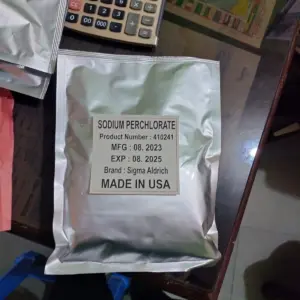 SODIUM PERCHLORATE
Product Number : 410241
MFG : 08. 2023
EXP : 08. 2025
Brand : Sigma Aldrich
MADE IN USA